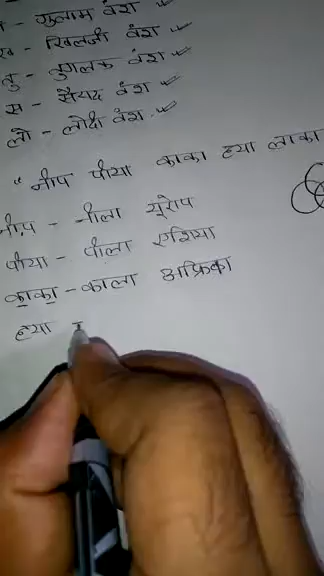 गुलाम वंश
ख - खिलजी वंश
तु - तुगलक वंश
स - सैयद वंश
लो - लोदी वंश
"नीप पीया काका हया लाका
नीप - नीला यूरोप
पीया - पीला एशिया
काका - काला अफ्रिका
हया